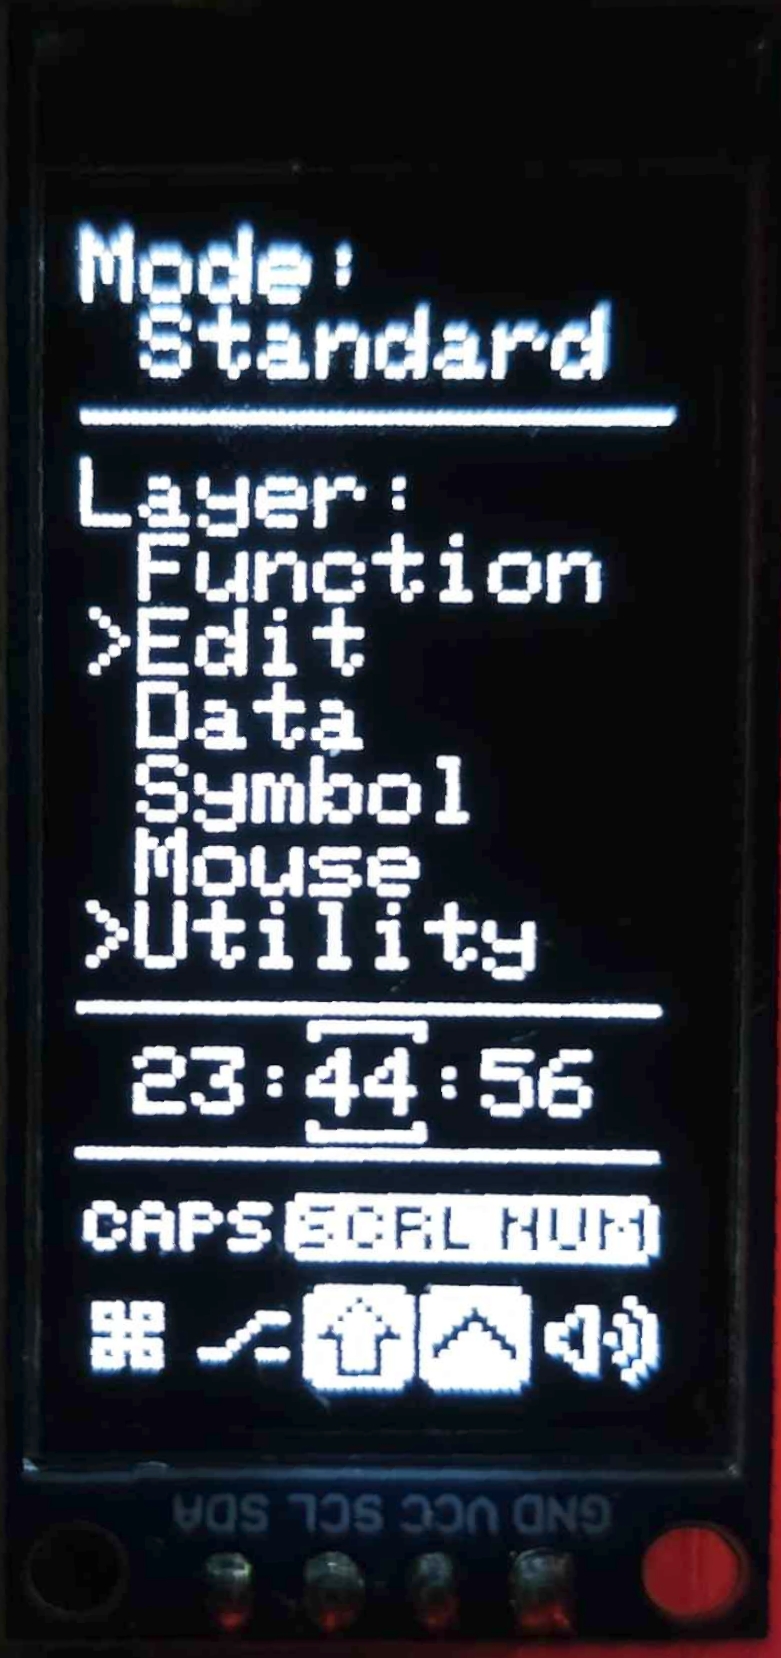 Mode:
Standard
Layer:
Function
>Edit
Data
Symbol
Mouse
>Utility
23:44:56
CAPS SCRL NUM
GND VCC SCL SDA